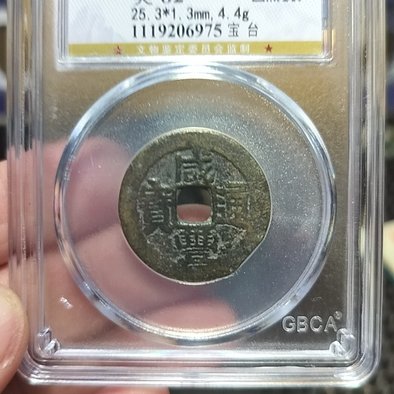 25.3*1.3mm, 4.4g
1119206975 宝台
★文物鉴定委员会监制★
咸豐通寳
GBCA®